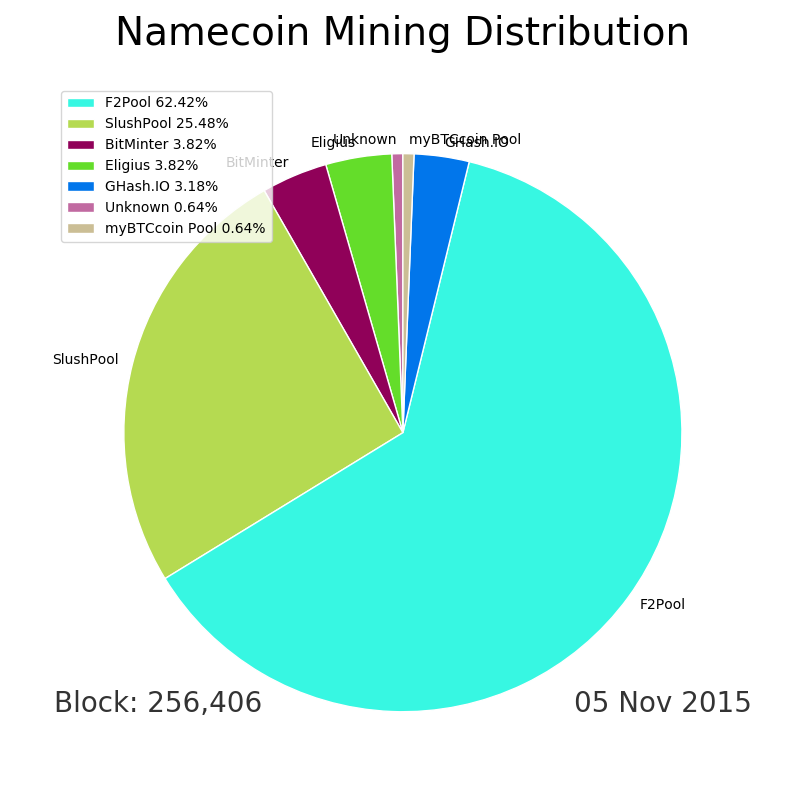 Namecoin Mining Distribution
F2Pool 62.42%
SlushPool 25.48%
BitMinter 3.82%
Eligius 3.82%
GHash.IO 3.18%
Unknown 0.64%
myBTCcoin Pool 0.64%
Unknown
myBTCcoin Pool
Eligius
GHash.IO
BitMinter
SlushPool
F2Pool
Block: 256,406
05 Nov 2015